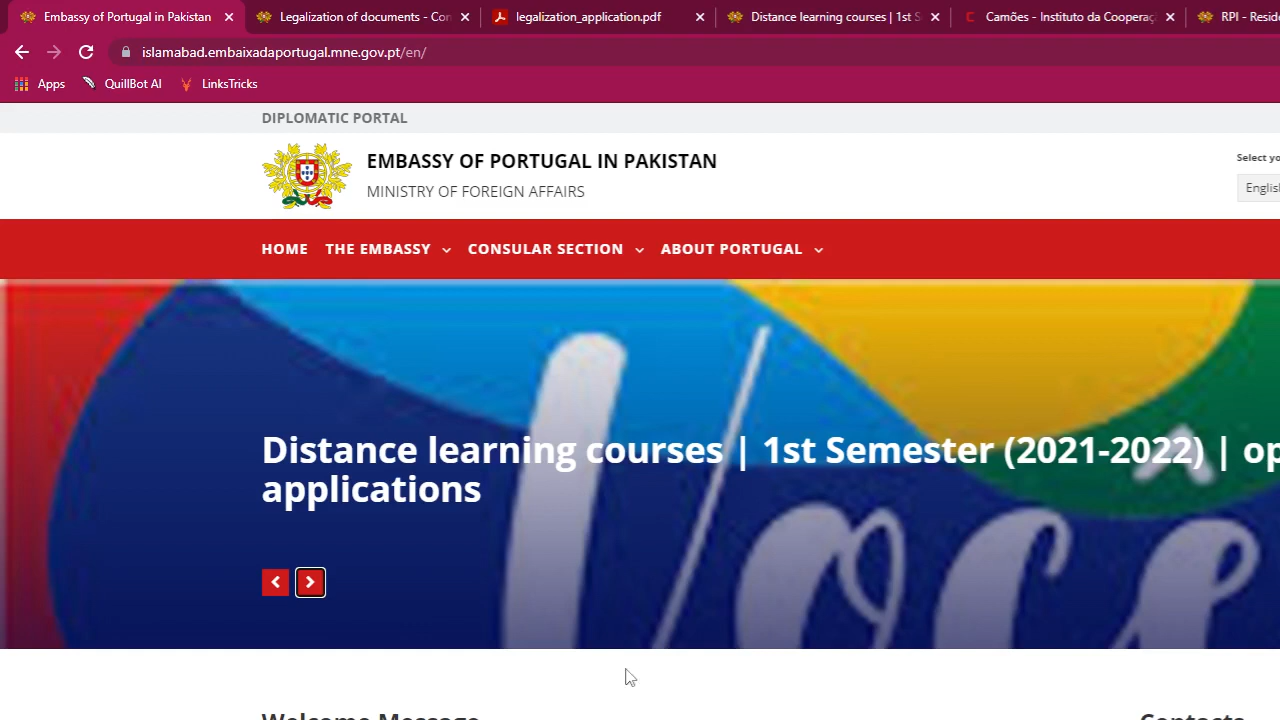 Embassy of Portugal in Pakistan
Legalization of documents - Con
legalization_application.pdf
Distance learning courses | 1st S
Camões - Instituto da Cooperaç
RPI - Resid
islamabad.embaixadaportugal.mne.gov.pt/en/
Apps QuillBot AI LinksTricks
DIPLOMATIC PORTAL
EMBASSY OF PORTUGAL IN PAKISTAN
MINISTRY OF FOREIGN AFFAIRS
Select yo
English
HOME THE EMBASSY CONSULAR SECTION ABOUT PORTUGAL
Distance learning courses | 1st Semester (2021-2022) | op
applications
Welcome Message
Contacts